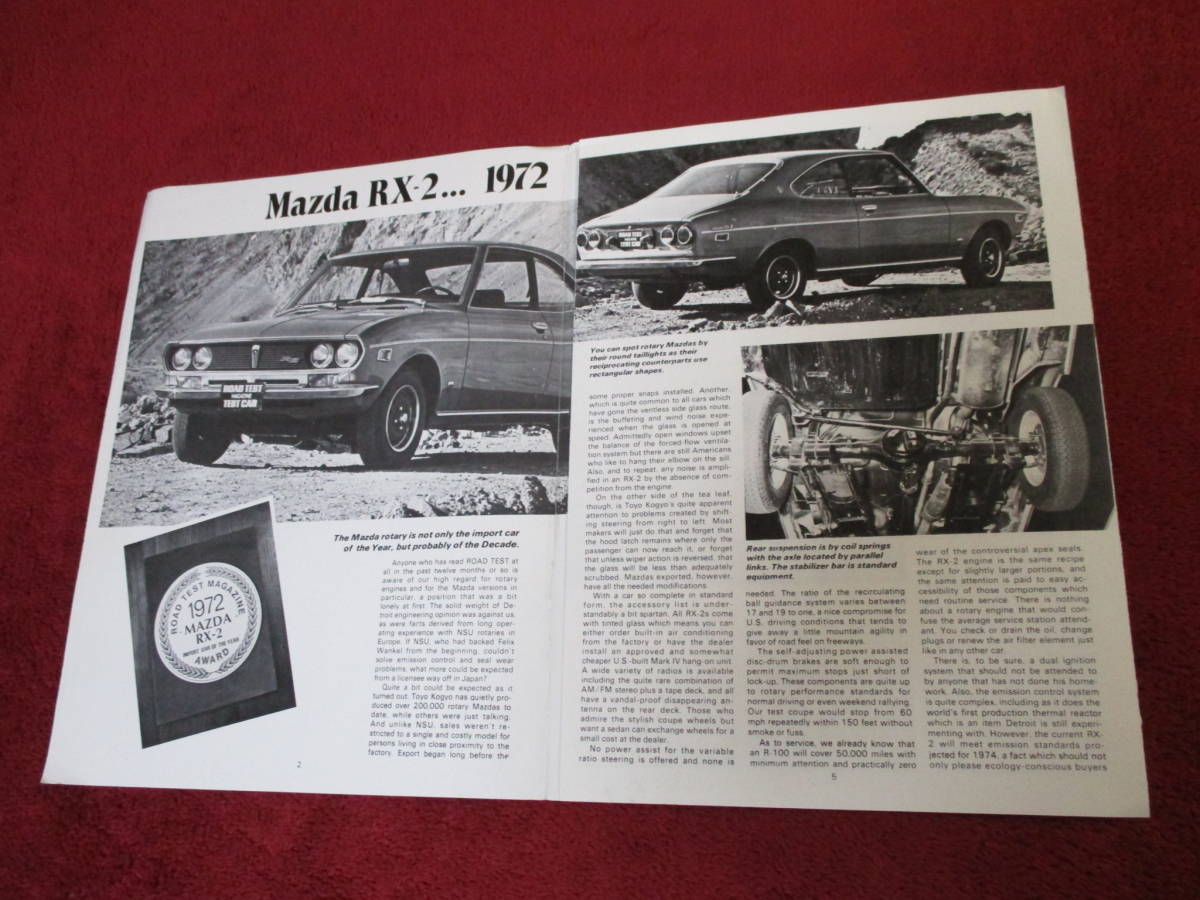 Mazda RX-2... 1972
ROAD TEST
MAGAZINE
TEST CAR
The Mazda rotary is not only the import car
of the Year, but probably of the Decade.
ROAD TEST MAGAZINE
1972
MAZDA
RX-2
IMPORT CAR OF THE YEAR
AWARD
Anyone who has read ROAD TEST at
all in the past twelve months or so is
aware of our high regard for rotary
engines and for the Mazda versions in
particular, a position that was a bit
lonely at first. The solid weight of De-
troit engineering opinion was against us,
as were facts derived from long oper-
ating experience with NSU rotaries in
Europe. If NSU, who had backed Felix
Wankel from the beginning, couldn't
solve emission control and seal wear
problems, what more could be expected
from a licensee way off in Japan?
Quite a bit could be expected as it
turned out. Toyo Kogyo has quietly pro-
duced over 200,000 rotary Mazdas to
date, while others were just talking.
And unlike NSU, sales weren't re-
stricted to a single and costly model for
persons living in close proximity to the
factory. Export began long before the
2
ROAD TEST
TEST CAR
You can spot rotary Mazdas by
their round taillights as their
reciprocating counterparts use
rectangular shapes.
some proper snaps installed. Another,
which is quite common to all cars which
have gone the ventless side glass route,
is the buffeting and wind noise expe-
rienced when the glass is opened at
speed. Admittedly open windows upset
the balance of the forced-flow ventila-
tion system but there are still Americans
who like to hang their elbow on the sill.
Also, and to repeat, any noise is ampli-
fied in an RX-2 by the absence of com-
petition from the engine.
On the other side of the tea leaf,
though, is Toyo Kogyo's quite apparent
attention to problems created by shift-
ing steering from right to left. Most
makers will just do that and forget that
the hood latch remains where only the
passenger can now reach it, or forget
that unless wiper action is reversed, that
the glass will be less than adequately
scrubbed. Mazdas exported, however,
have all the needed modifications.
With a car so complete in standard
form, the accessory list is under-
standably a bit spartan. All RX-2s come
with tinted glass which means you can
either order built-in air conditioning
from the factory or have the dealer
install an approved and somewhat
cheaper U.S.-built Mark IV hang-on unit.
A wide variety of radios is available
including the quite rare combination of
AM/FM stereo plus a tape deck, and all
have a vandal-proof disappearing an-
tenna on the rear deck. Those who
admire the stylish coupe wheels but
want a sedan can exchange wheels for a
small cost at the dealer.
No power assist for the variable
ratio steering is offered and none is
Rear suspension is by coil springs
with the axle located by parallel
links. The stabilizer bar is standard
equipment.
needed. The ratio of the recirculating
ball guidance system varies between
17 and 19 to one, a nice compromise for
U.S. driving conditions that tends to
give away a little mountain agility in
favor of road feel on freeways.
The self-adjusting power assisted
disc-drum brakes are soft enough to
permit maximum stops just short of
lock-up. These components are quite up
to rotary performance standards for
normal driving or even weekend rallying.
Our test coupe would stop from 60
mph repeatedly within 150 feet without
smoke or fuss.
As to service, we already know that
an R-100 will cover 50,000 miles with
minimum attention and practically zero
wear of the controversial apex seals.
The RX-2 engine is the same recipe
except for slightly larger portions, and
the same attention is paid to easy ac-
cessibility of those components which
need routine service. There is nothing
about a rotary engine that would con-
fuse the average service station attend-
ant. You check or drain the oil, change
plugs or renew the air filter element just
like in any other car.
There is, to be sure, a dual ignition
system that should not be attended to
by anyone that has not done his home-
work. Also, the emission control system
is quite complex, including as it does the
world's first production thermal reactor
which is an item Detroit is still experi-
menting with. However, the current RX-
2 will meet emission standards pro-
jected for 1974, a fact which should not
only please ecology-conscious buyers
5